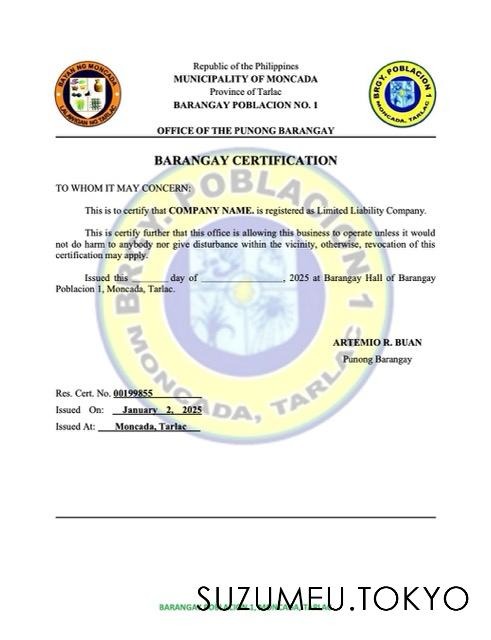 Republic of the Philippines
MUNICIPALITY OF MONCADA
Province of Tarlac
BARANGAY POBLACION NO. 1
OFFICE OF THE PUNONG BARANGAY
BAYAN NG MONCADA
LALAWIGAN NG TARLAC
BRGY. POBLACION 1
MONCADA, TARLAC
BARANGAY CERTIFICATION
TO WHOM IT MAY CONCERN:
This is to certify that COMPANY NAME. is registered as Limited Liability Company.
This is certify further that this office is allowing this business to operate unless it would
not do harm to anybody nor give disturbance within the vicinity, otherwise, revocation of this
certification may apply.
Issued this ________ day of _________________, 2025 at Barangay Hall of Barangay
Poblacion 1, Moncada, Tarlac.
BRGY. POBLACION 1
MONCADA, TARLAC
ARTEMIO R. BUAN
Punong Barangay
Res. Cert. No. 00199855
Issued On: January 2, 2025
Issued At: Moncada, Tarlac
BARANGAY POBLACION 1, MONCADA, TARLAC
SUZUMEU.TOKYO